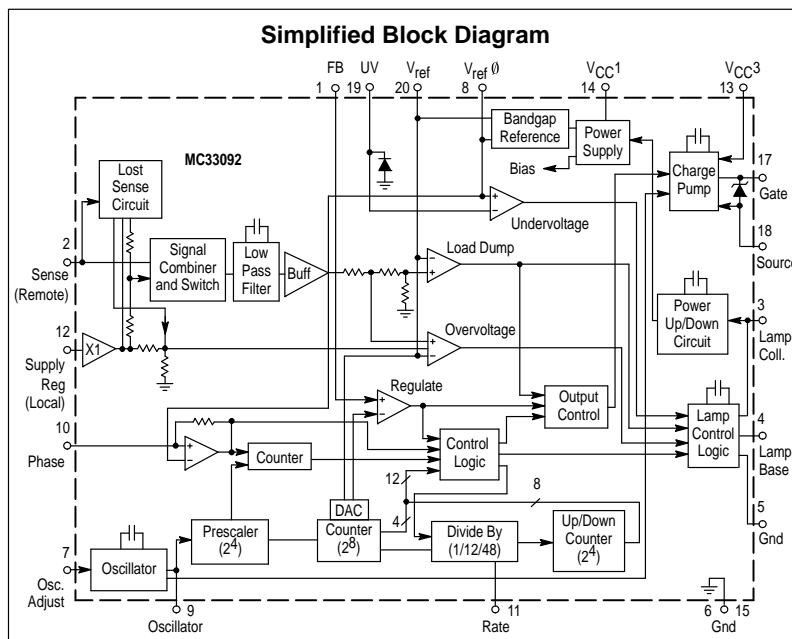 Simplified Block Diagram
FB
UV
Vref
Vref0̸
VCC1
VCC3
1
19
20
8
14
13
MC33092
Lost
Sense
Circuit
Bandgap
Reference
Bias
Power
Supply
Charge
Pump
17
Gate
18
Source
Undervoltage
2
Sense
(Remote)
Signal
Combiner
and Switch
Low
Pass
Filter
Buff
Load Dump
Power
Up/Down
Circuit
3
Lamp
Coll.
12
Supply
Reg
(Local)
X1
Overvoltage
Regulate
Output
Control
10
Phase
Counter
Control
Logic
Lamp
Control
Logic
4
Lamp
Base
12
8
4
5
Gnd
Prescaler
(2⁴)
DAC
Counter
(2⁸)
Divide By
(1/12/48)
Up/Down
Counter
(2⁴)
7
Osc.
Adjust
Oscillator
9
Oscillator
11
Rate
6
15
Gnd